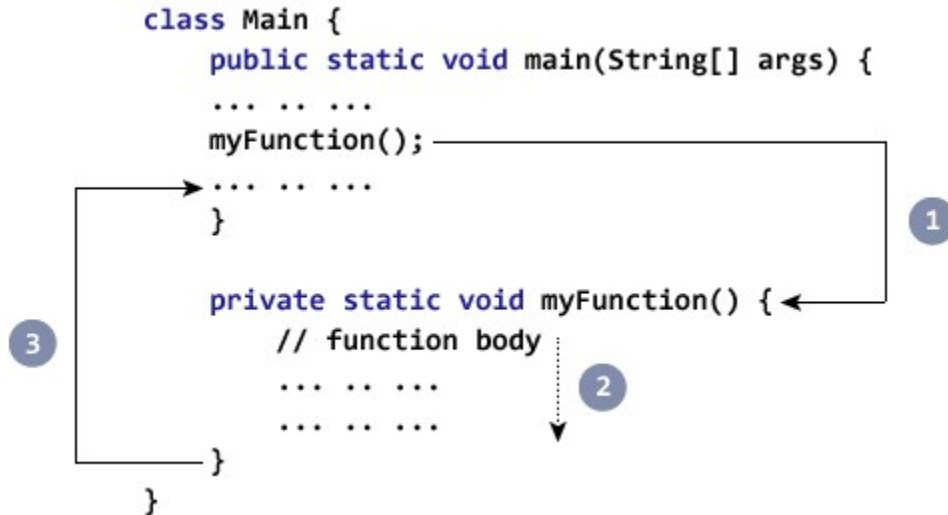 class Main {
public static void main(String[] args) {
... .. ...
myFunction();
... .. ...
}
1
private static void myFunction() {
3
// function body
... .. ...
2
... .. ...
}
}